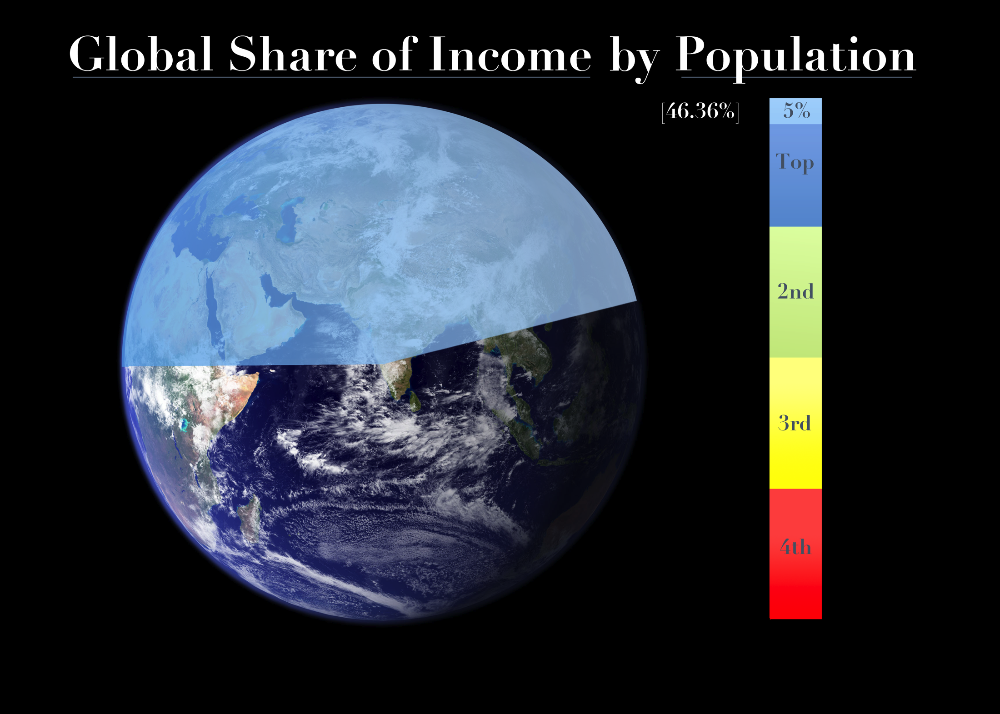 Global Share of Income by Population
[46.36%] 5%
Top
2nd
3rd
4th